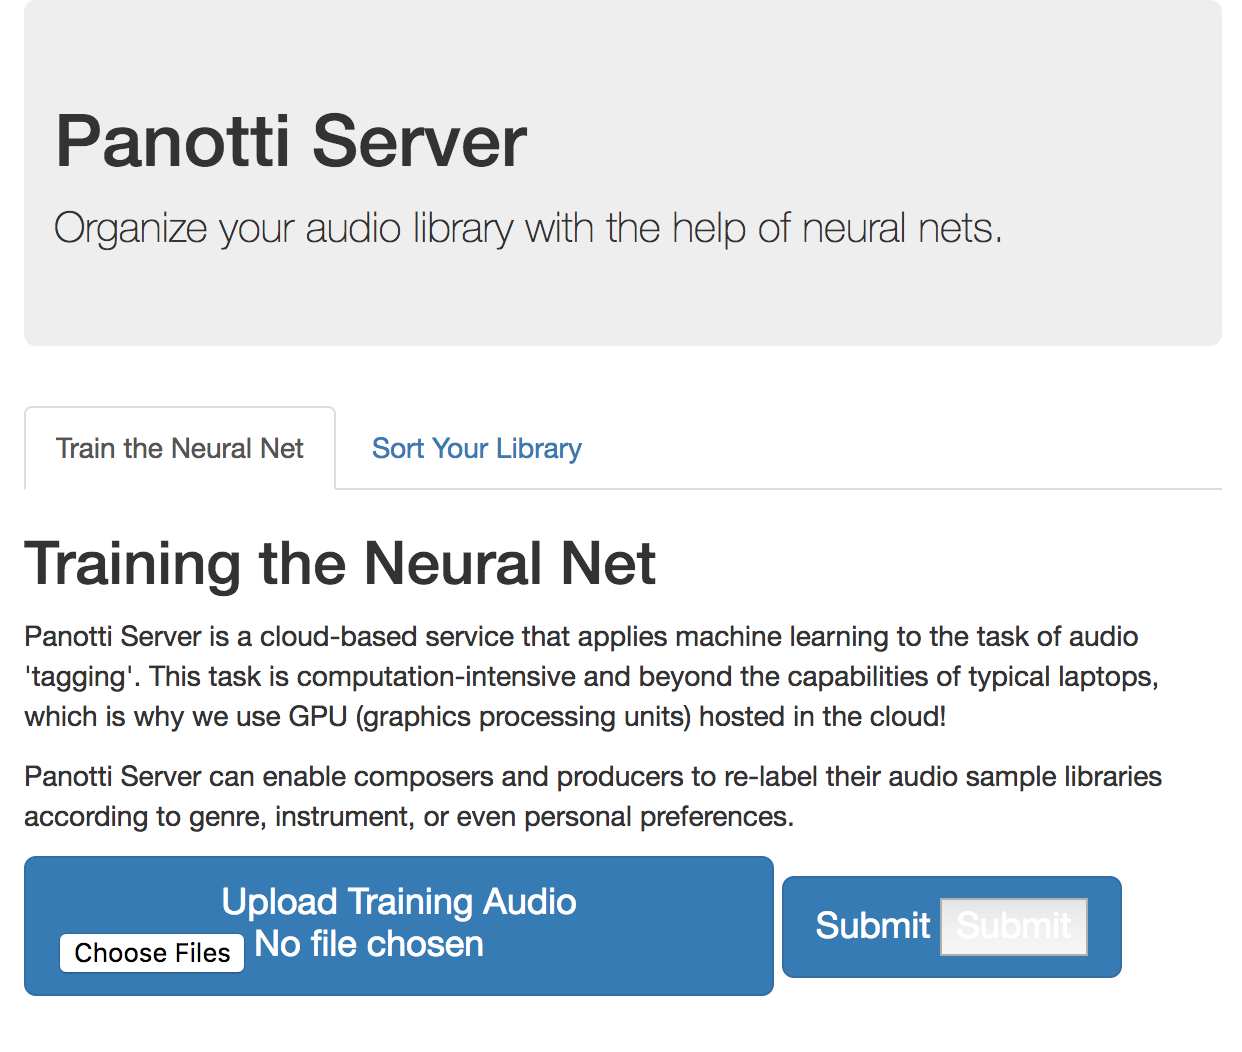 Panotti Server
Organize your audio library with the help of neural nets.
Train the Neural Net
Sort Your Library
Training the Neural Net
Panotti Server is a cloud-based service that applies machine learning to the task of audio
'tagging'. This task is computation-intensive and beyond the capabilities of typical laptops,
which is why we use GPU (graphics processing units) hosted in the cloud!
Panotti Server can enable composers and producers to re-label their audio sample libraries
according to genre, instrument, or even personal preferences.
Upload Training Audio
Choose Files No file chosen
Submit Submit